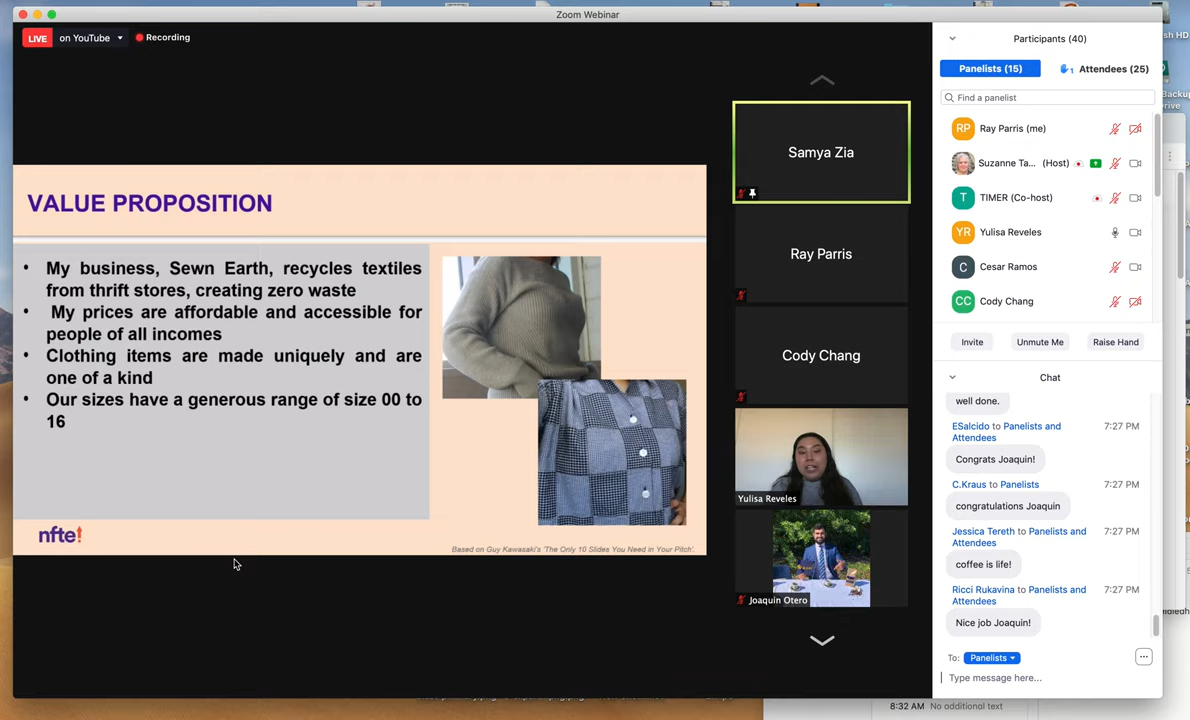 Zoom Webinar
LIVE on YouTube Recording
VALUE PROPOSITION
• My business, Sewn Earth, recycles textiles
from thrift stores, creating zero waste
• My prices are affordable and accessible for
people of all incomes
• Clothing items are made uniquely and are
one of a kind
• Our sizes have a generous range of size 00 to
16
nfte!
Based on Guy Kawasaki's 'The Only 10 Slides You Need in Your Pitch'.
Samya Zia
Ray Parris
Cody Chang
Yulisa Reveles
Joaquin Otero
Participants (40)
Panelists (15) 1 Attendees (25)
Find a panelist
RP Ray Parris (me)
Suzanne Ta... (Host)
T TIMER (Co-host)
YR Yulisa Reveles
C Cesar Ramos
CC Cody Chang
Invite Unmute Me Raise Hand
Chat
well done.
ESalcido to Panelists and 7:27 PM
Attendees
Congrats Joaquin!
C.Kraus to Panelists 7:27 PM
congratulations Joaquin
Jessica Tereth to Panelists and 7:27 PM
Attendees
coffee is life!
Ricci Rukavina to Panelists and 7:27 PM
Attendees
Nice job Joaquin!
To: Panelists
Type message here...
8:32 AM No additional text